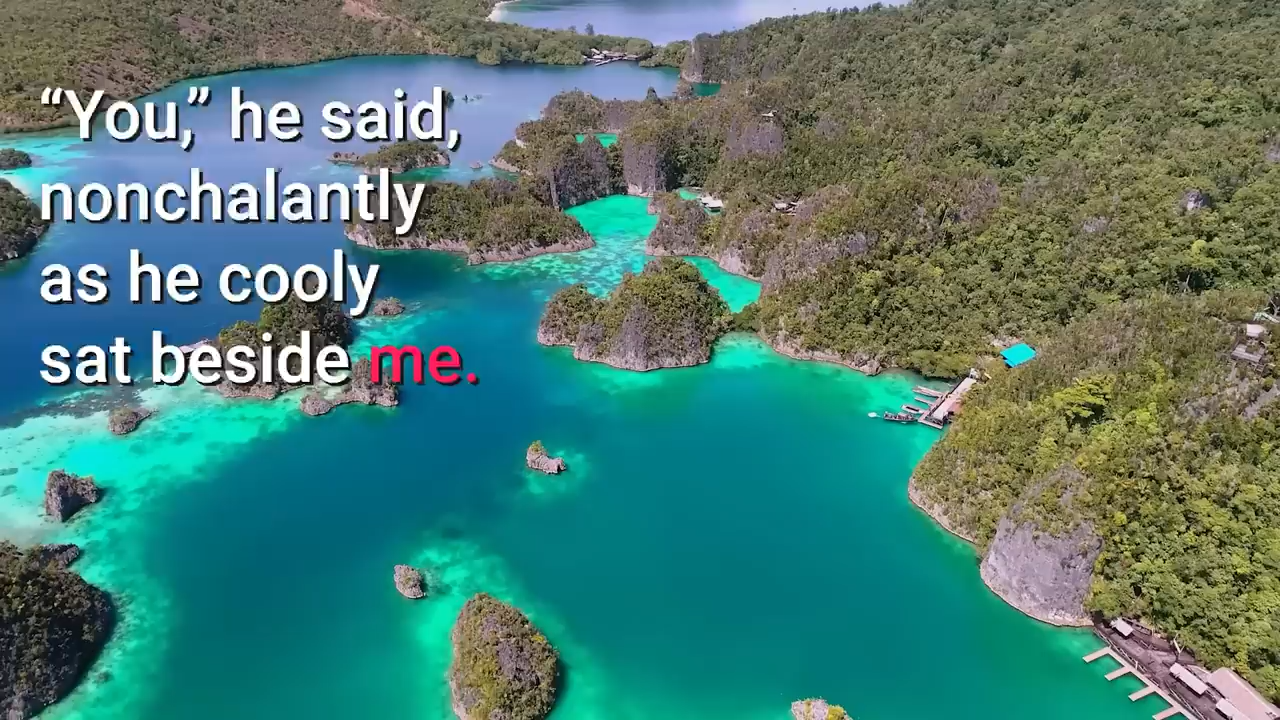 “You,” he said,
nonchalantly
as he cooly
sat beside me.